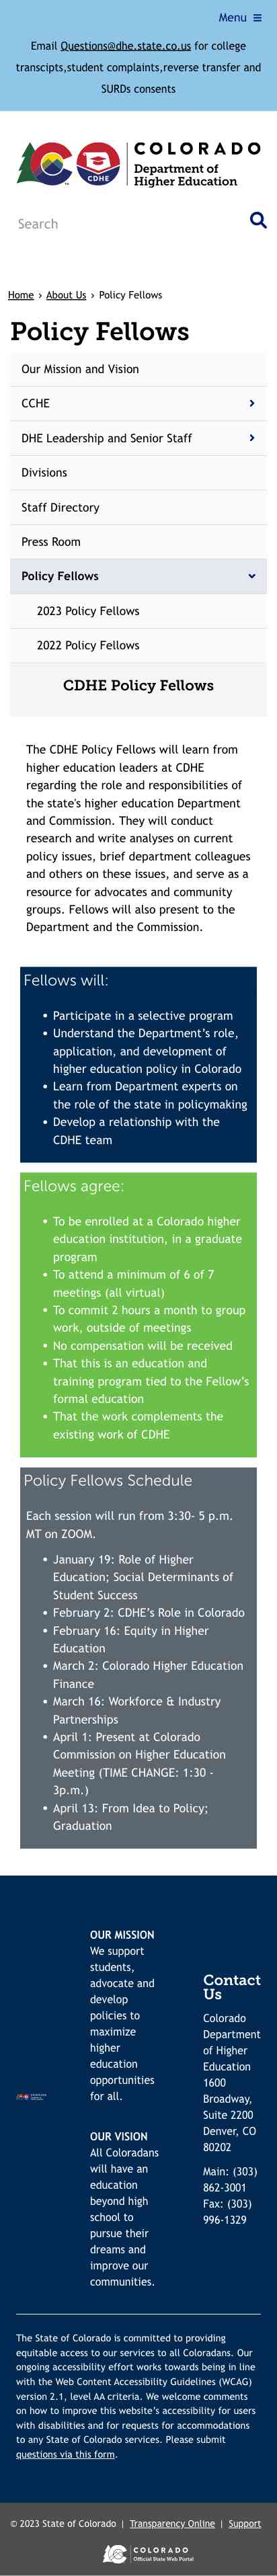 Menu
Email Questions@dhe.state.co.us for college
transcipts,student complaints,reverse transfer and
SURDs consents
COLORADO
CO
CDHE
Department of
Higher Education
Search
Home › About Us › Policy Fellows
Policy Fellows
Our Mission and Vision
CCHE
DHE Leadership and Senior Staff
Divisions
Staff Directory
Press Room
Policy Fellows
2023 Policy Fellows
2022 Policy Fellows
CDHE Policy Fellows
The CDHE Policy Fellows will learn from
higher education leaders at CDHE
regarding the role and responsibilities of
the state's higher education Department
and Commission. They will conduct
research and write analyses on current
policy issues, brief department colleagues
and others on these issues, and serve as a
resource for advocates and community
groups. Fellows will also present to the
Department and the Commission.
Fellows will:
• Participate in a selective program
• Understand the Department’s role,
application, and development of
higher education policy in Colorado
• Learn from Department experts on
the role of the state in policymaking
• Develop a relationship with the
CDHE team
Fellows agree:
• To be enrolled at a Colorado higher
education institution, in a graduate
program
• To attend a minimum of 6 of 7
meetings (all virtual)
• To commit 2 hours a month to group
work, outside of meetings
• No compensation will be received
• That this is an education and
training program tied to the Fellow’s
formal education
• That the work complements the
existing work of CDHE
Policy Fellows Schedule
Each session will run from 3:30- 5 p.m.
MT on ZOOM.
• January 19: Role of Higher
Education; Social Determinants of
Student Success
• February 2: CDHE’s Role in Colorado
• February 16: Equity in Higher
Education
• March 2: Colorado Higher Education
Finance
• March 16: Workforce & Industry
Partnerships
• April 1: Present at Colorado
Commission on Higher Education
Meeting (TIME CHANGE: 1:30 -
3p.m.)
• April 13: From Idea to Policy;
Graduation
OUR MISSION
We support
students,
advocate and
develop
policies to
maximize
higher
education
opportunities
for all.
OUR VISION
All Coloradans
will have an
education
beyond high
school to
pursue their
dreams and
improve our
communities.
Contact
Us
Colorado
Department
of Higher
Education
1600
Broadway,
Suite 2200
Denver, CO
80202
Main: (303)
862-3001
Fax: (303)
996-1329
The State of Colorado is committed to providing
equitable access to our services to all Coloradans. Our
ongoing accessibility effort works towards being in line
with the Web Content Accessibility Guidelines (WCAG)
version 2.1, level AA criteria. We welcome comments
on how to improve this website’s accessibility for users
with disabilities and for requests for accommodations
to any State of Colorado services. Please submit
questions via this form.
© 2023 State of Colorado | Transparency Online | Support
COLORADO
Official State Web Portal